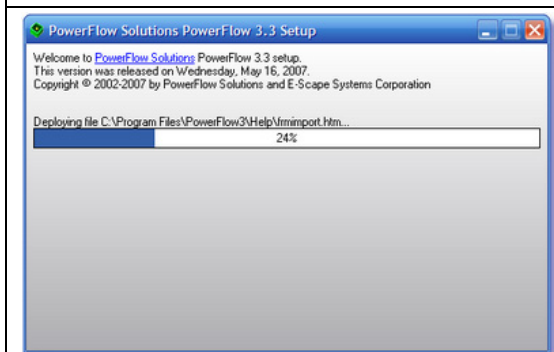 PowerFlow Solutions PowerFlow 3.3 Setup
Welcome to PowerFlow Solutions PowerFlow 3.3 setup.
This version was released on Wednesday, May 16, 2007.
Copyright © 2002-2007 by PowerFlow Solutions and E-Scape Systems Corporation
Deploying file C:\Program Files\PowerFlow3\Help\frmimport.htm...
24%